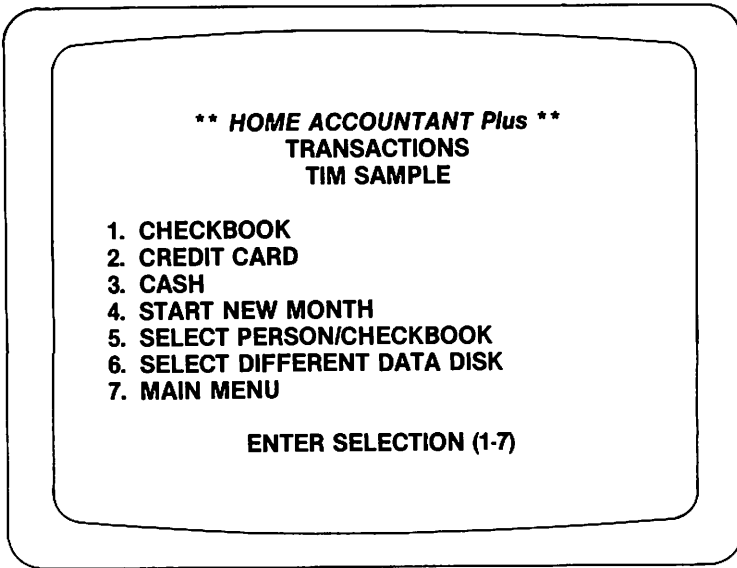 ** HOME ACCOUNTANT Plus **
TRANSACTIONS
TIM SAMPLE
1. CHECKBOOK
2. CREDIT CARD
3. CASH
4. START NEW MONTH
5. SELECT PERSON/CHECKBOOK
6. SELECT DIFFERENT DATA DISK
7. MAIN MENU
ENTER SELECTION (1-7)